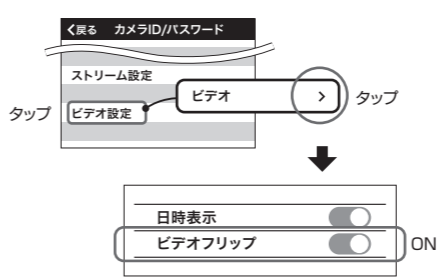 く戻る カメラID/パスワード
ストリーム設定
タップ
ビデオ設定
ビデオ >
タップ
日時表示
ビデオフリップ
ON